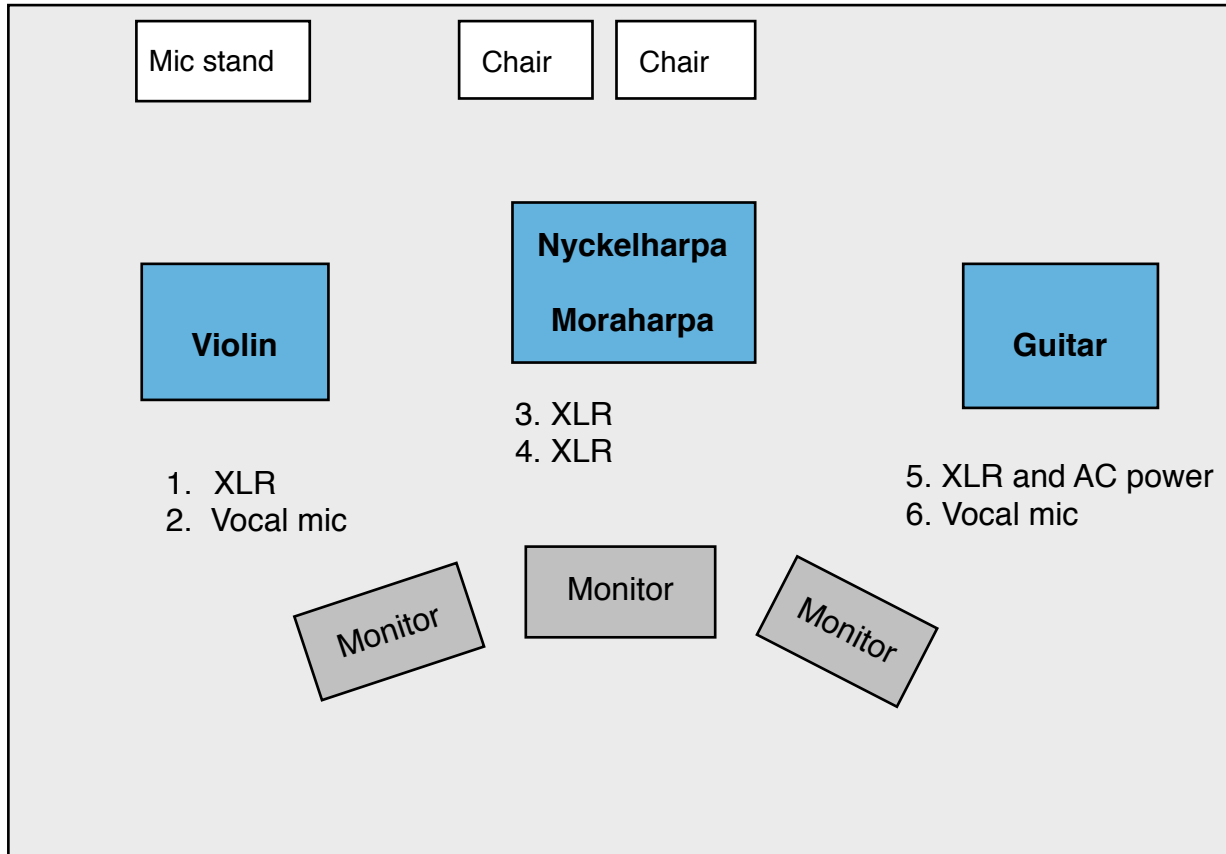 Mic stand
Chair
Chair
Nyckelharpa
Moraharpa
Violin
Guitar
3. XLR
4. XLR
1. XLR
2. Vocal mic
5. XLR and AC power
6. Vocal mic
Monitor
Monitor
Monitor